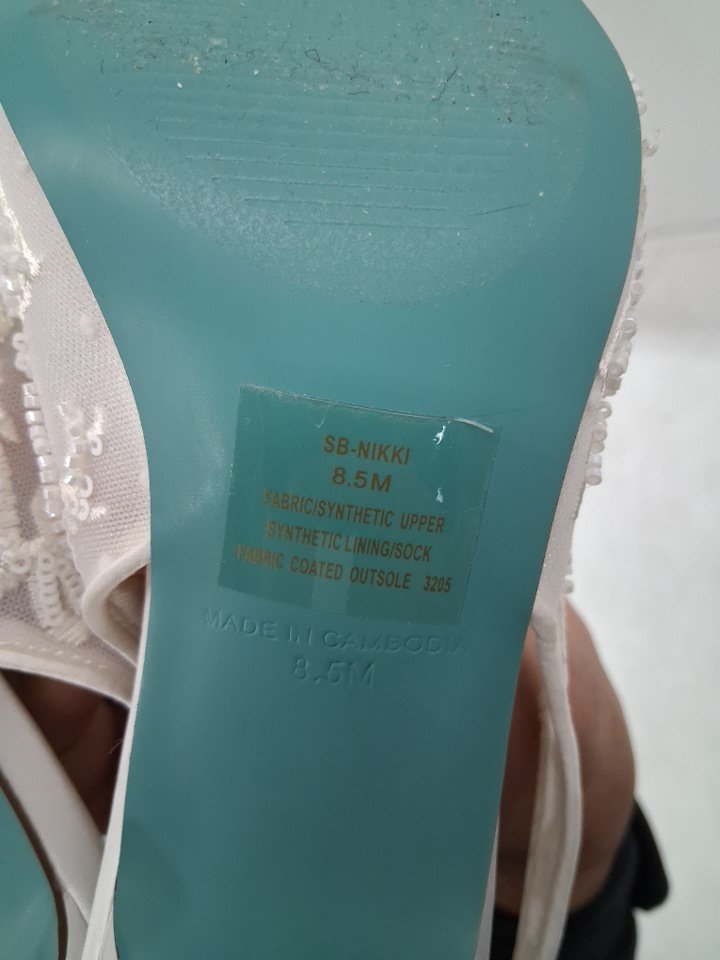 SB-NIKKI
8.5M
FABRIC/SYNTHETIC UPPER
SYNTHETIC LINING/SOCK
FABRIC COATED OUTSOLE 3205
MADE IN CAMBODIA
8.5M